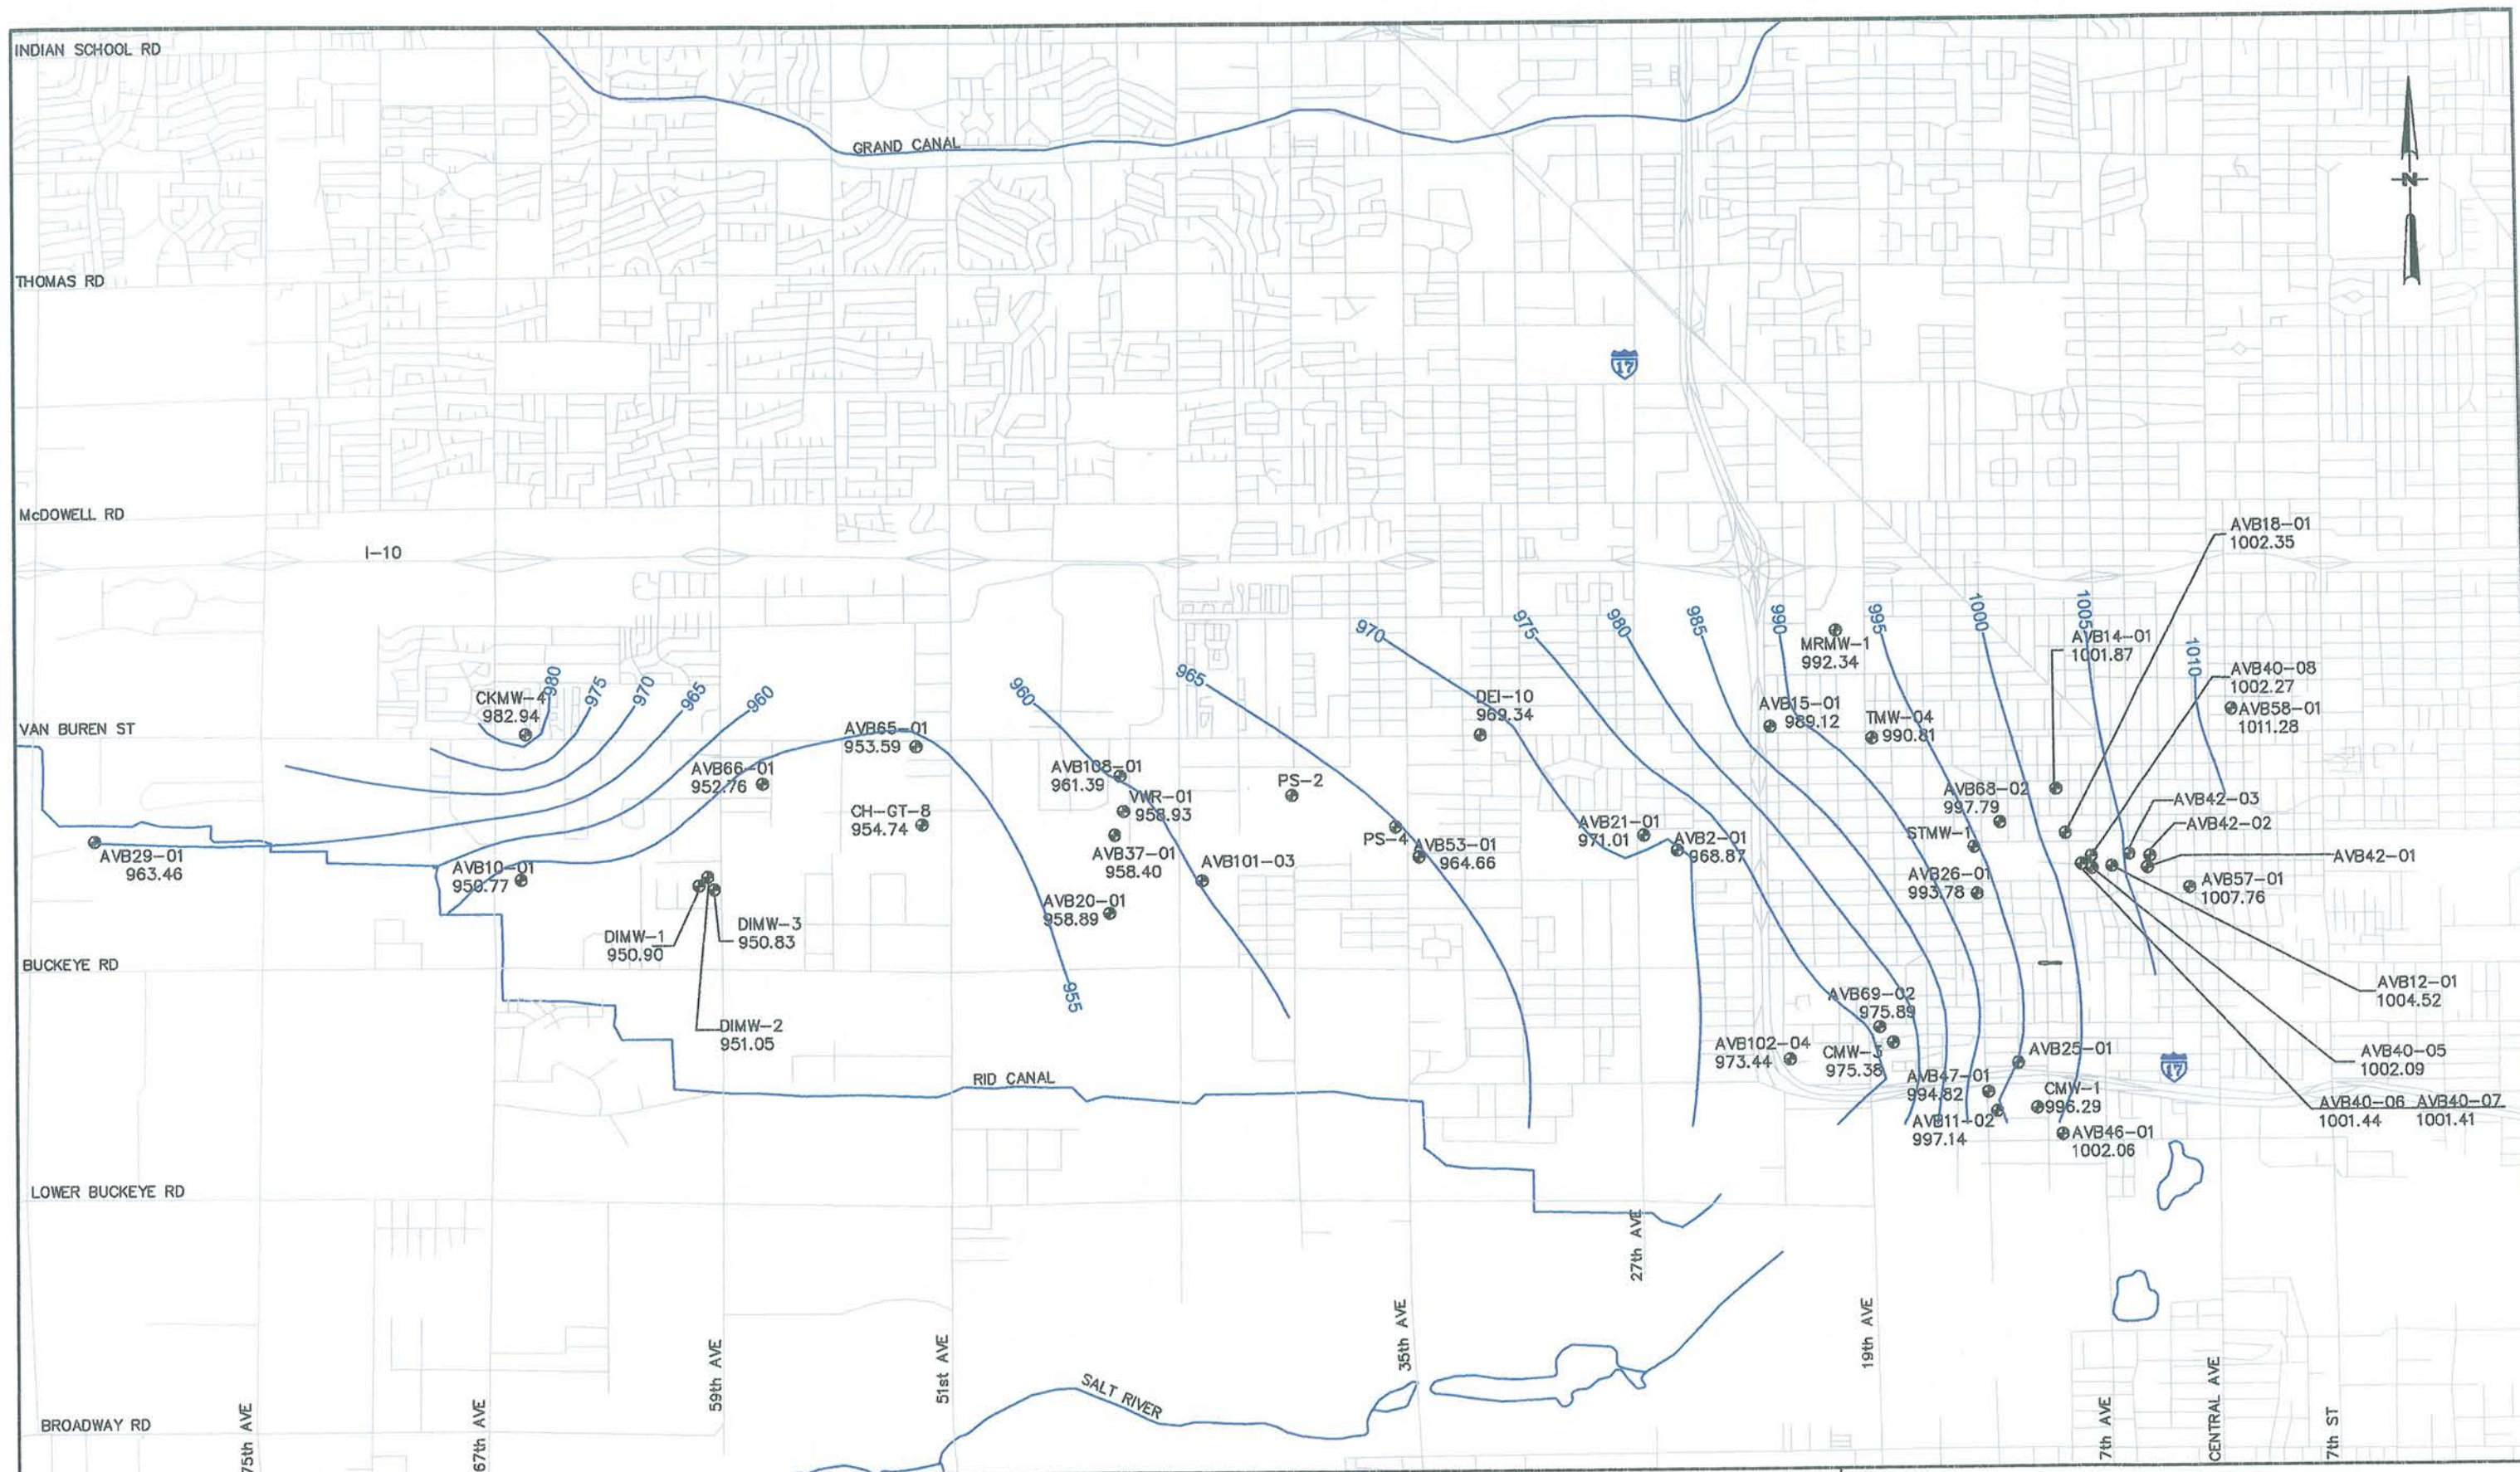 INDIAN SCHOOL RD
GRAND CANAL
N
THOMAS RD
17
McDOWELL RD
I-10
AVB18-01
1002.35
970
975
980
985
990
995
1000
1005
1010
MRMW-1
992.34
AVB14-01
1001.87
AVB40-08
1002.27
AVB58-01
1011.28
CKMW-4
982.94
980
975
970
965
960
960
965
DEI-10
969.34
AVB15-01
989.12
TMW-04
990.81
VAN BUREN ST
AVB65-01
953.59
AVB66-01
952.76
AVB108-01
961.39
PS-2
VWR-01
958.93
CH-GT-8
954.74
AVB68-02
997.79
AVB42-03
AVB42-02
AVB42-01
STMW-1
AVB21-01
971.01
AVB2-01
968.87
PS-4
AVB53-01
964.66
AVB37-01
958.40
AVB101-03
AVB29-01
963.46
AVB10-01
950.77
AVB26-01
993.78
AVB57-01
1007.76
AVB20-01
958.89
DIMW-1
950.90
DIMW-3
950.83
BUCKEYE RD
955
DIMW-2
951.05
AVB12-01
1004.52
AVB69-02
975.89
AVB102-04
973.44
CMW-3
975.38
AVB25-01
17
AVB40-05
1002.09
RID CANAL
AVB47-01
994.82
CMW-1
996.29
AVB11-02
997.14
AVB46-01
1002.06
AVB40-06 AVB40-07
1001.44 1001.41
LOWER BUCKEYE RD
27th AVE
35th AVE
19th AVE
59th AVE
51st AVE
SALT RIVER
BROADWAY RD
75th AVE
67th AVE
7th AVE
CENTRAL AVE
7th ST